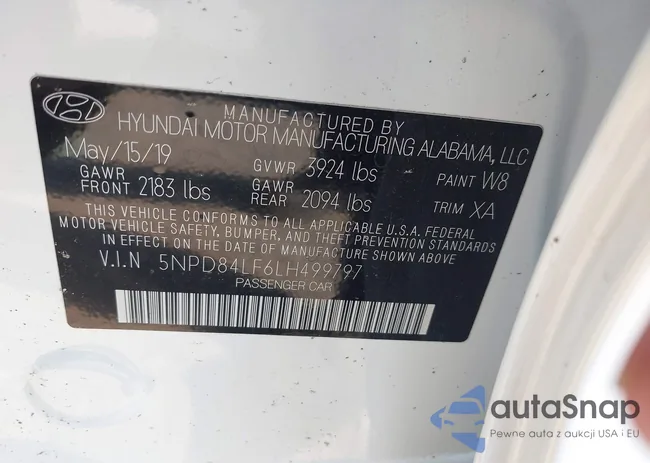 MANUFACTURED BY
HYUNDAI MOTOR MANUFACTURING ALABAMA, LLC
May/15/19 GVWR 3924 lbs PAINT W8
GAWR FRONT 2183 lbs GAWR REAR 2094 lbs TRIM XA
THIS VEHICLE CONFORMS TO ALL APPLICABLE U.S.A. FEDERAL
MOTOR VEHICLE SAFETY, BUMPER, AND THEFT PREVENTION STANDARDS
IN EFFECT ON THE DATE OF MANUFACTURE SHOWN ABOVE.
V.I.N 5NPD84LF6LH499797
PASSENGER CAR
autaSnap
Pewne auta z aukcji USA i EU